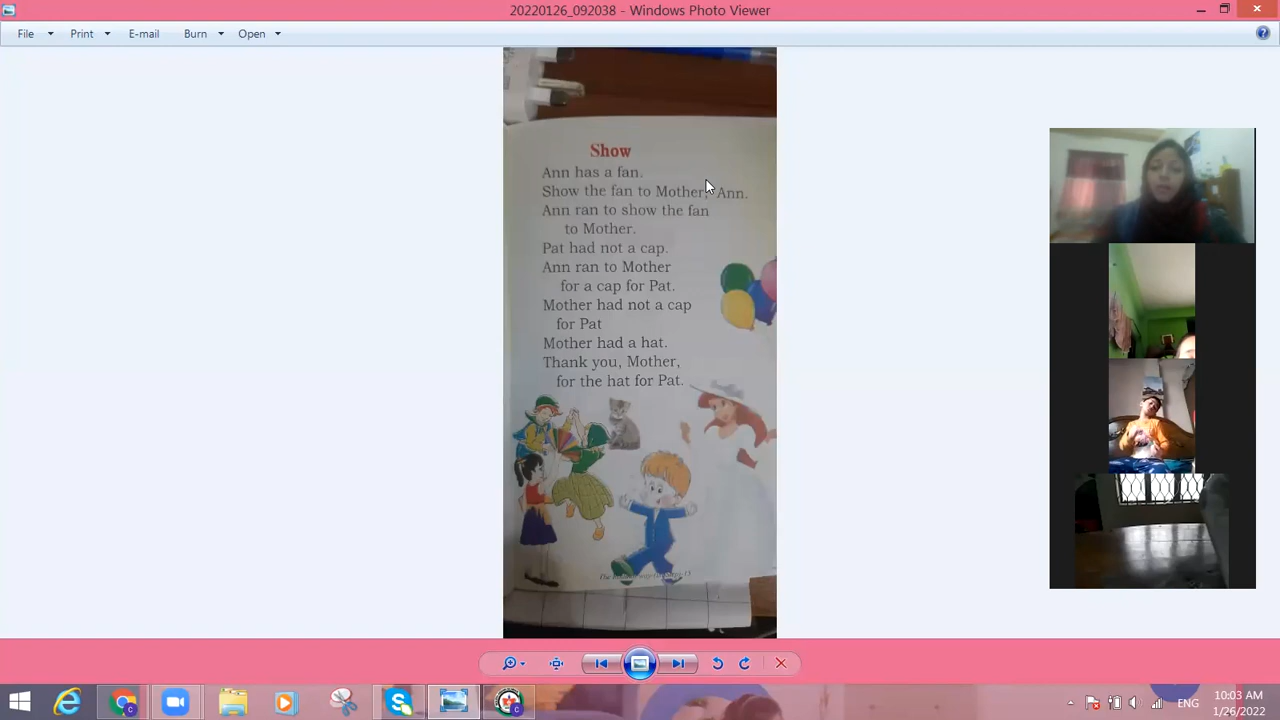 20220126_092038 - Windows Photo Viewer
File Print E-mail Burn Open
Show
Ann has a fan.
Show the fan to Mother, Ann.
Ann ran to show the fan
to Mother.
Pat had not a cap.
Ann ran to Mother
for a cap for Pat.
Mother had not a cap
for Pat
Mother had a hat.
Thank you, Mother,
for the hat for Pat.
ENG
10:03 AM
1/26/2022